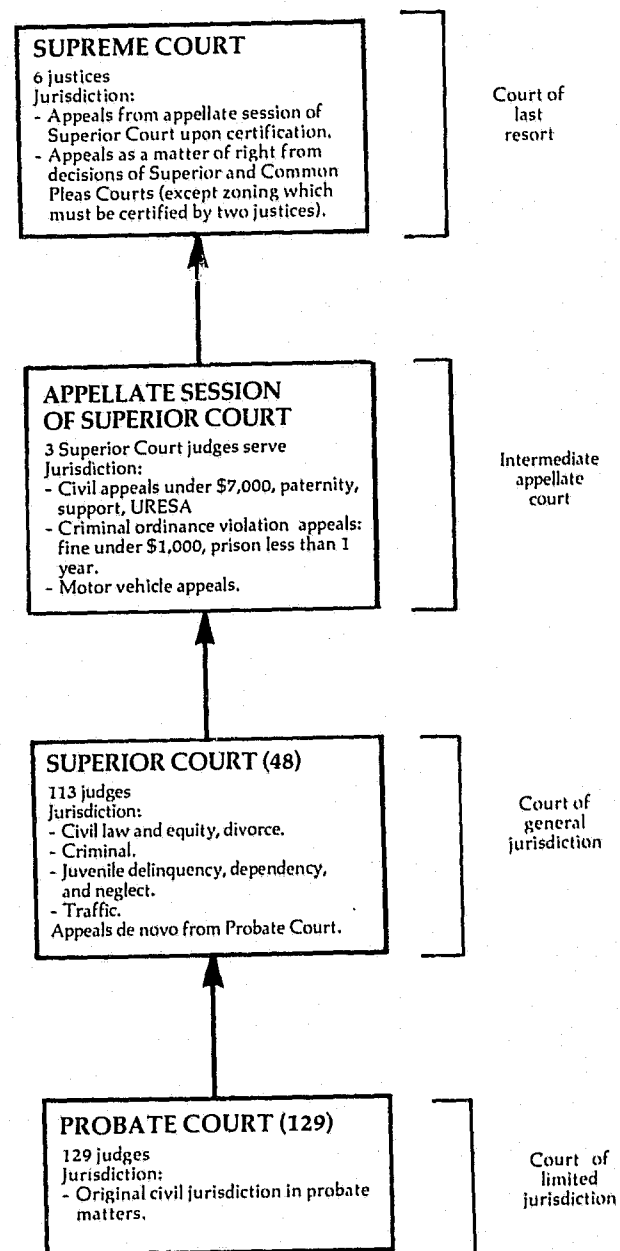 SUPREME COURT
6 justices
Jurisdiction:
- Appeals from appellate session of
Superior Court upon certification.
- Appeals as a matter of right from
decisions of Superior and Common
Pleas Courts (except zoning which
must be certified by two justices).
Court of
last
resort
APPELLATE SESSION
OF SUPERIOR COURT
3 Superior Court judges serve
Jurisdiction:
- Civil appeals under $7,000, paternity,
support, URESA
- Criminal ordinance violation appeals:
fine under $1,000, prison less than 1
year.
- Motor vehicle appeals.
Intermediate
appellate
court
SUPERIOR COURT (48)
113 judges
Jurisdiction:
- Civil law and equity, divorce.
- Criminal.
- Juvenile delinquency, dependency,
and neglect.
- Traffic.
Appeals de novo from Probate Court.
Court of
general
jurisdiction
PROBATE COURT (129)
129 judges
Jurisdiction:
- Original civil jurisdiction in probate
matters.
Court of
limited
jurisdiction